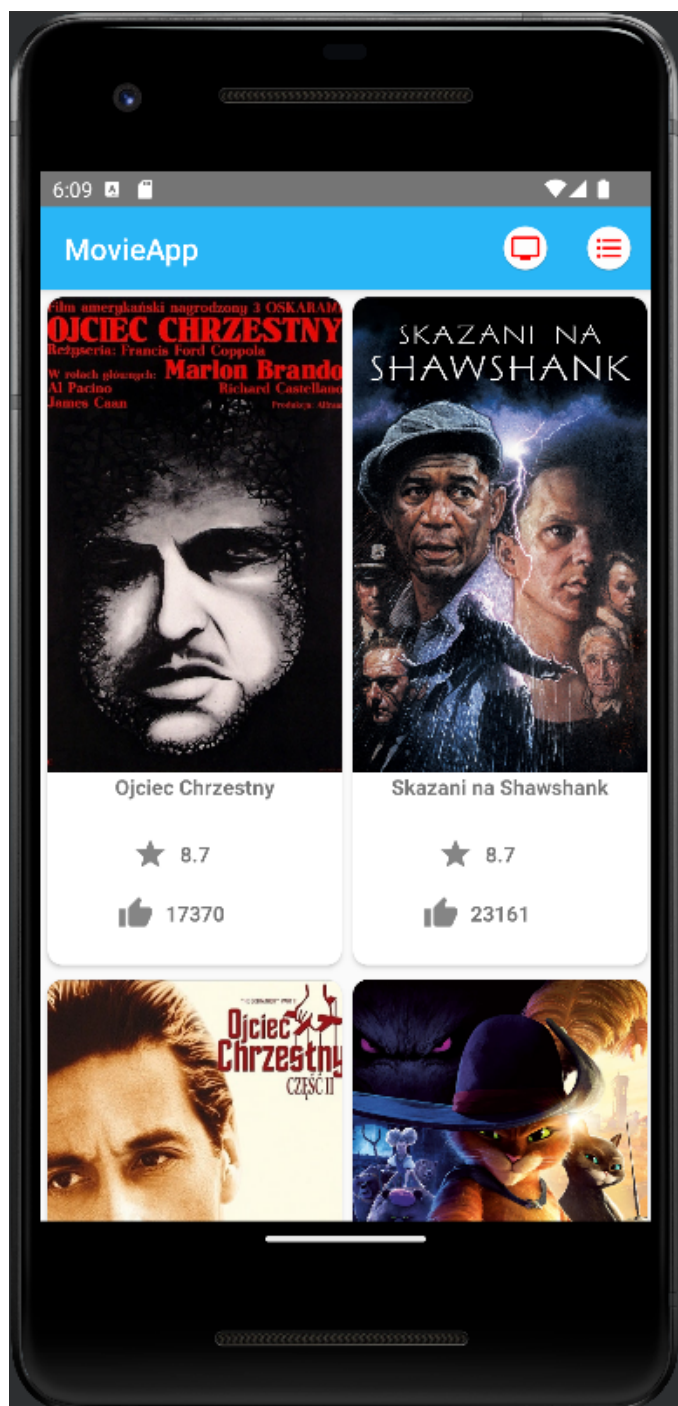 6:09
MovieApp
Film amerykański nagrodzony 3 OSKARAMI
OJCIEC CHRZESTNY
Reżyseria: Francis Ford Coppola
W rolach głównych: Marlon Brando
Al Pacino Richard Castellano
James Caan
SKAZANI NA
SHAWSHANK
Ojciec Chrzestny
Skazani na Shawshank
8.7
8.7
17370
23161
Ojciec
Chrzestny
CZĘŚĆ II